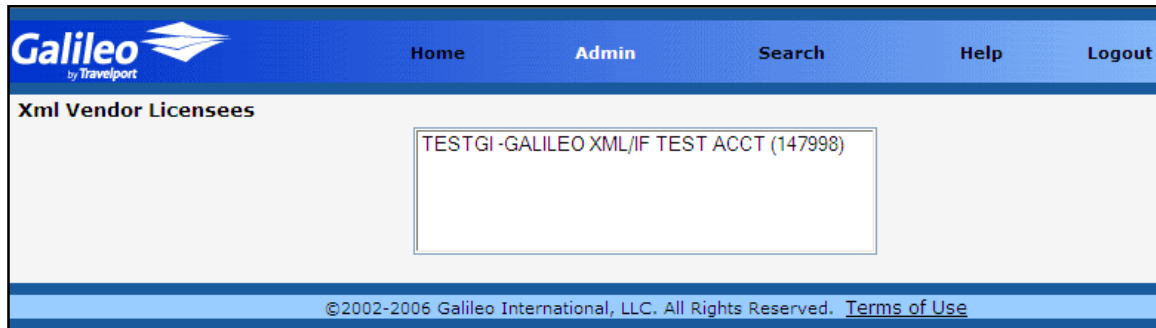 Galileo
by Travelport
Home Admin Search Help Logout
Xml Vendor Licensees
TESTGI -GALILEO XML/IF TEST ACCT (147998)
©2002-2006 Galileo International, LLC. All Rights Reserved. Terms of Use